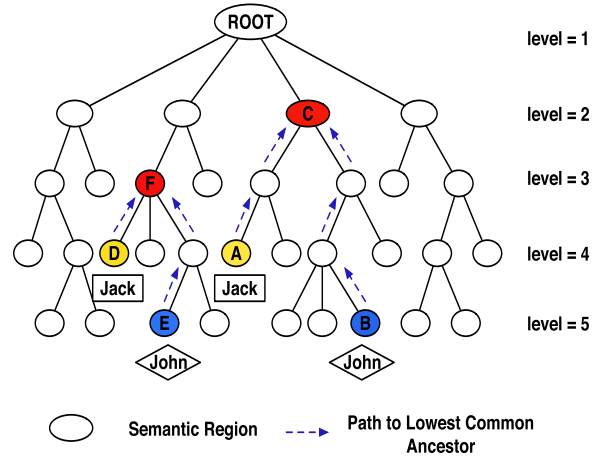 ROOT
level = 1
C
level = 2
F
level = 3
D
A
level = 4
Jack
Jack
E
B
level = 5
John
John
Semantic Region
Path to Lowest Common
Ancestor